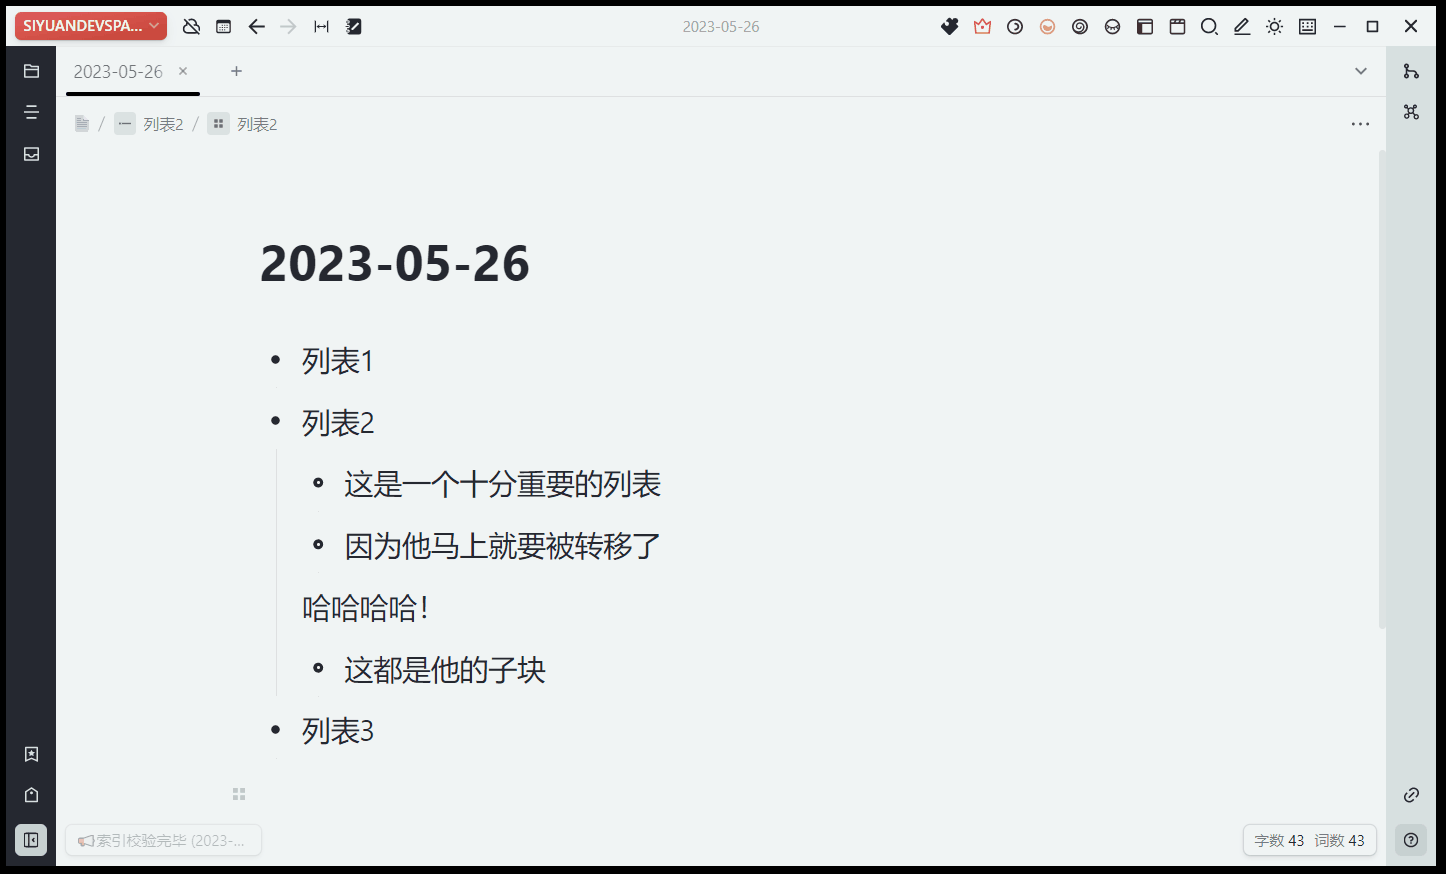 SIYUANDEVSPA...
2023-05-26
2023-05-26
列表2 / 列表2
2023-05-26
列表1
列表2
这是一个十分重要的列表
因为他马上就要被转移了
哈哈哈哈！
这都是他的子块
列表3
索引校验完毕 (2023-...
字数 43 词数 43